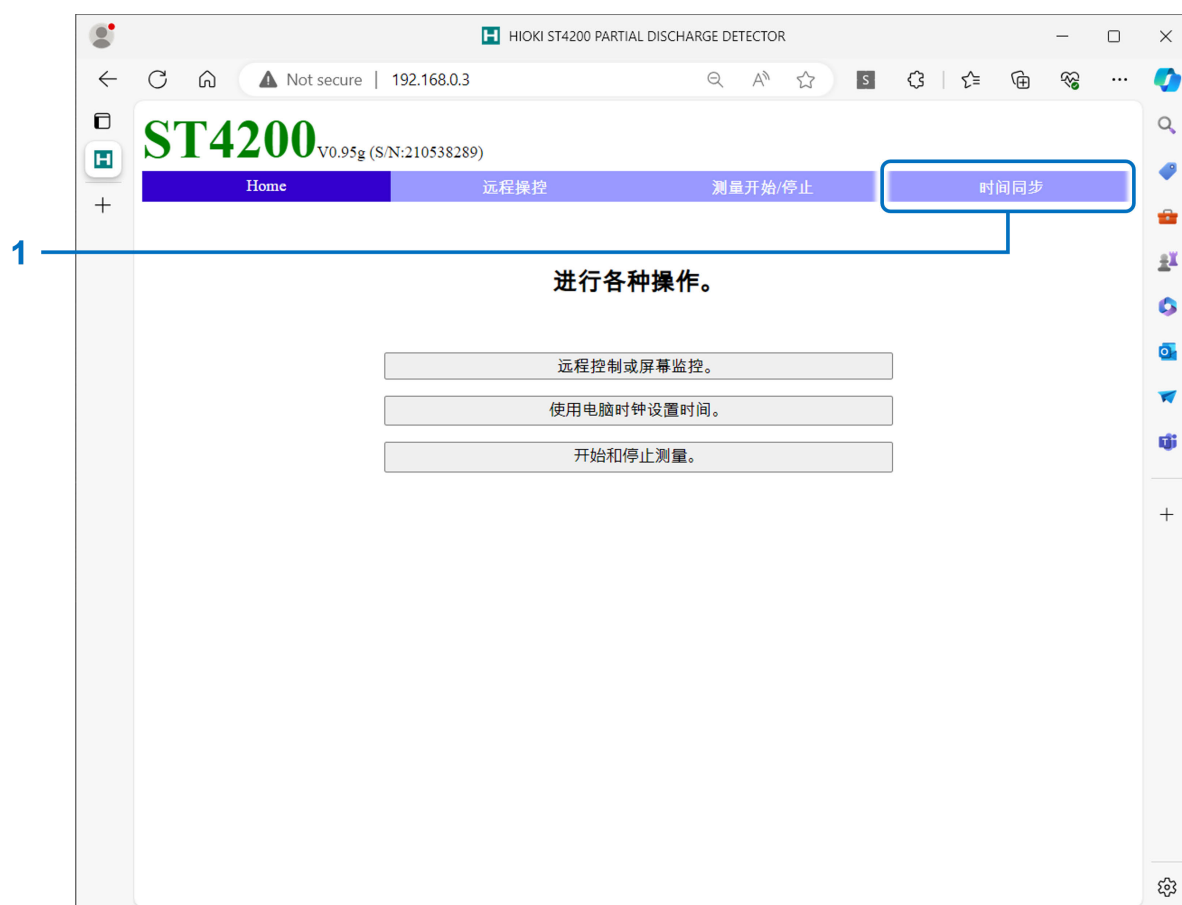 HIOKI ST4200 PARTIAL DISCHARGE DETECTOR
Not secure | 192.168.0.3
ST4200 V0.95g (S/N:210538289)
Home 远程操控 测量开始/停止 时间同步
1
进行各种操作。
远程控制或屏幕监控。
使用电脑时钟设置时间。
开始和停止测量。